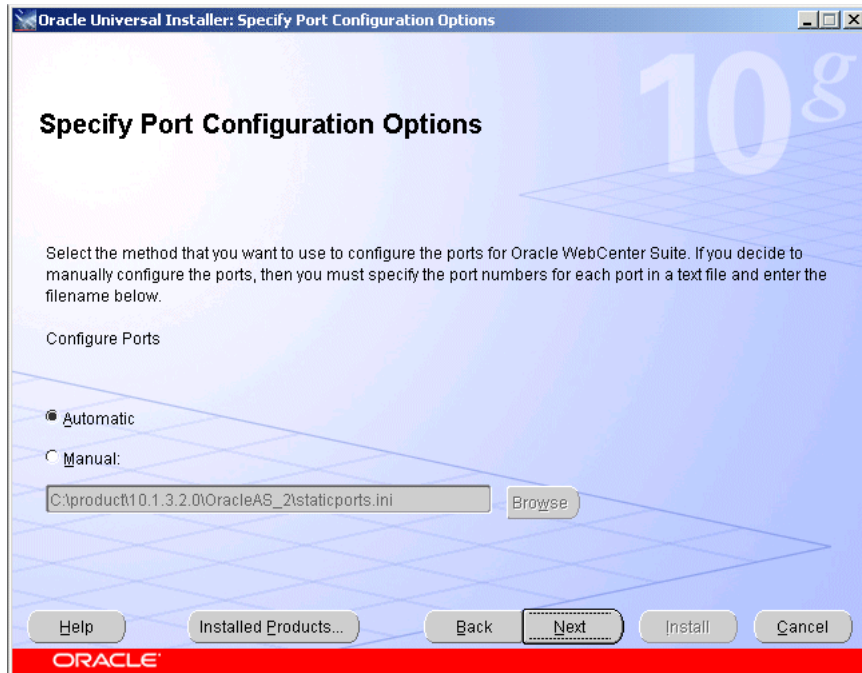 Oracle Universal Installer: Specify Port Configuration Options
10g
Specify Port Configuration Options
Select the method that you want to use to configure the ports for Oracle WebCenter Suite. If you decide to
manually configure the ports, then you must specify the port numbers for each port in a text file and enter the
filename below.
Configure Ports
Automatic
Manual:
C:\product\10.1.3.2.0\OracleAS_2\staticports.ini Browse
Help Installed Products... Back Next Install Cancel
ORACLE